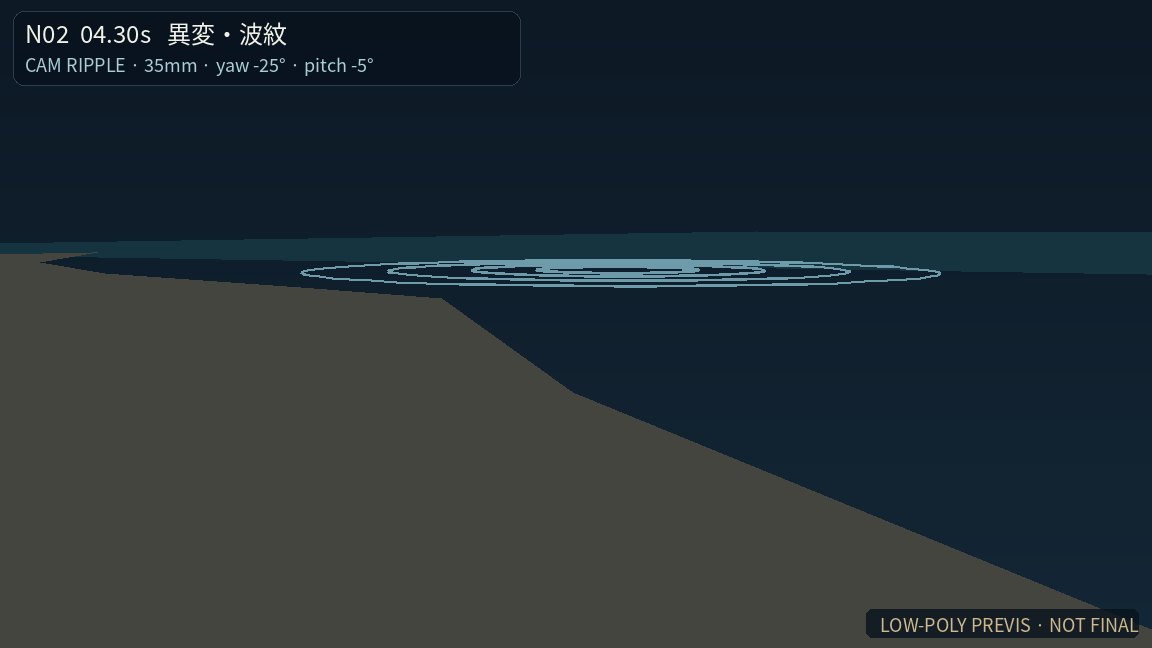 N02 04.30s 異変・波紋
CAM RIPPLE · 35mm · yaw -25° · pitch -5°
LOW-POLY PREVIS · NOT FINAL